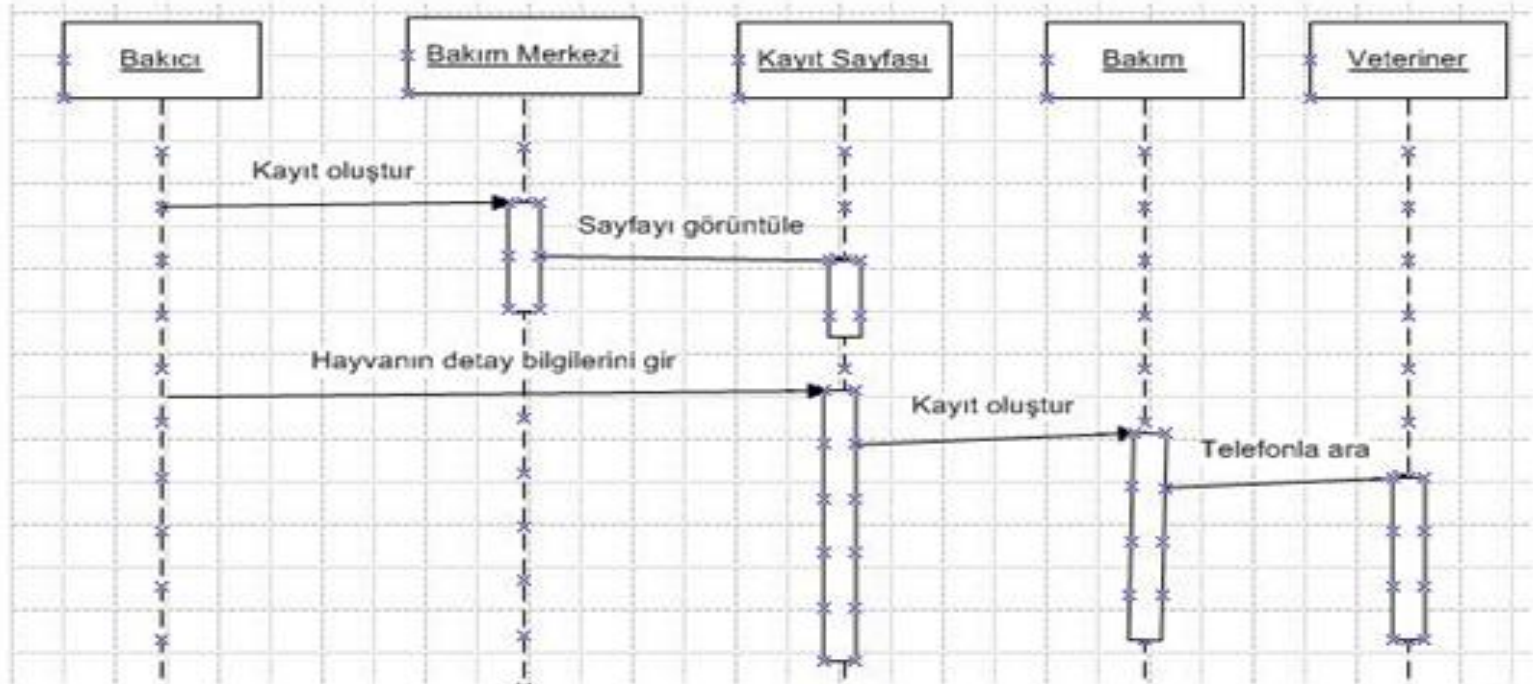 Bakıcı
Bakım Merkezi
Kayıt Sayfası
Bakım
Veteriner
Kayıt oluştur
Sayfayı görüntüle
Hayvanın detay bilgilerini gir
Kayıt oluştur
Telefonla ara